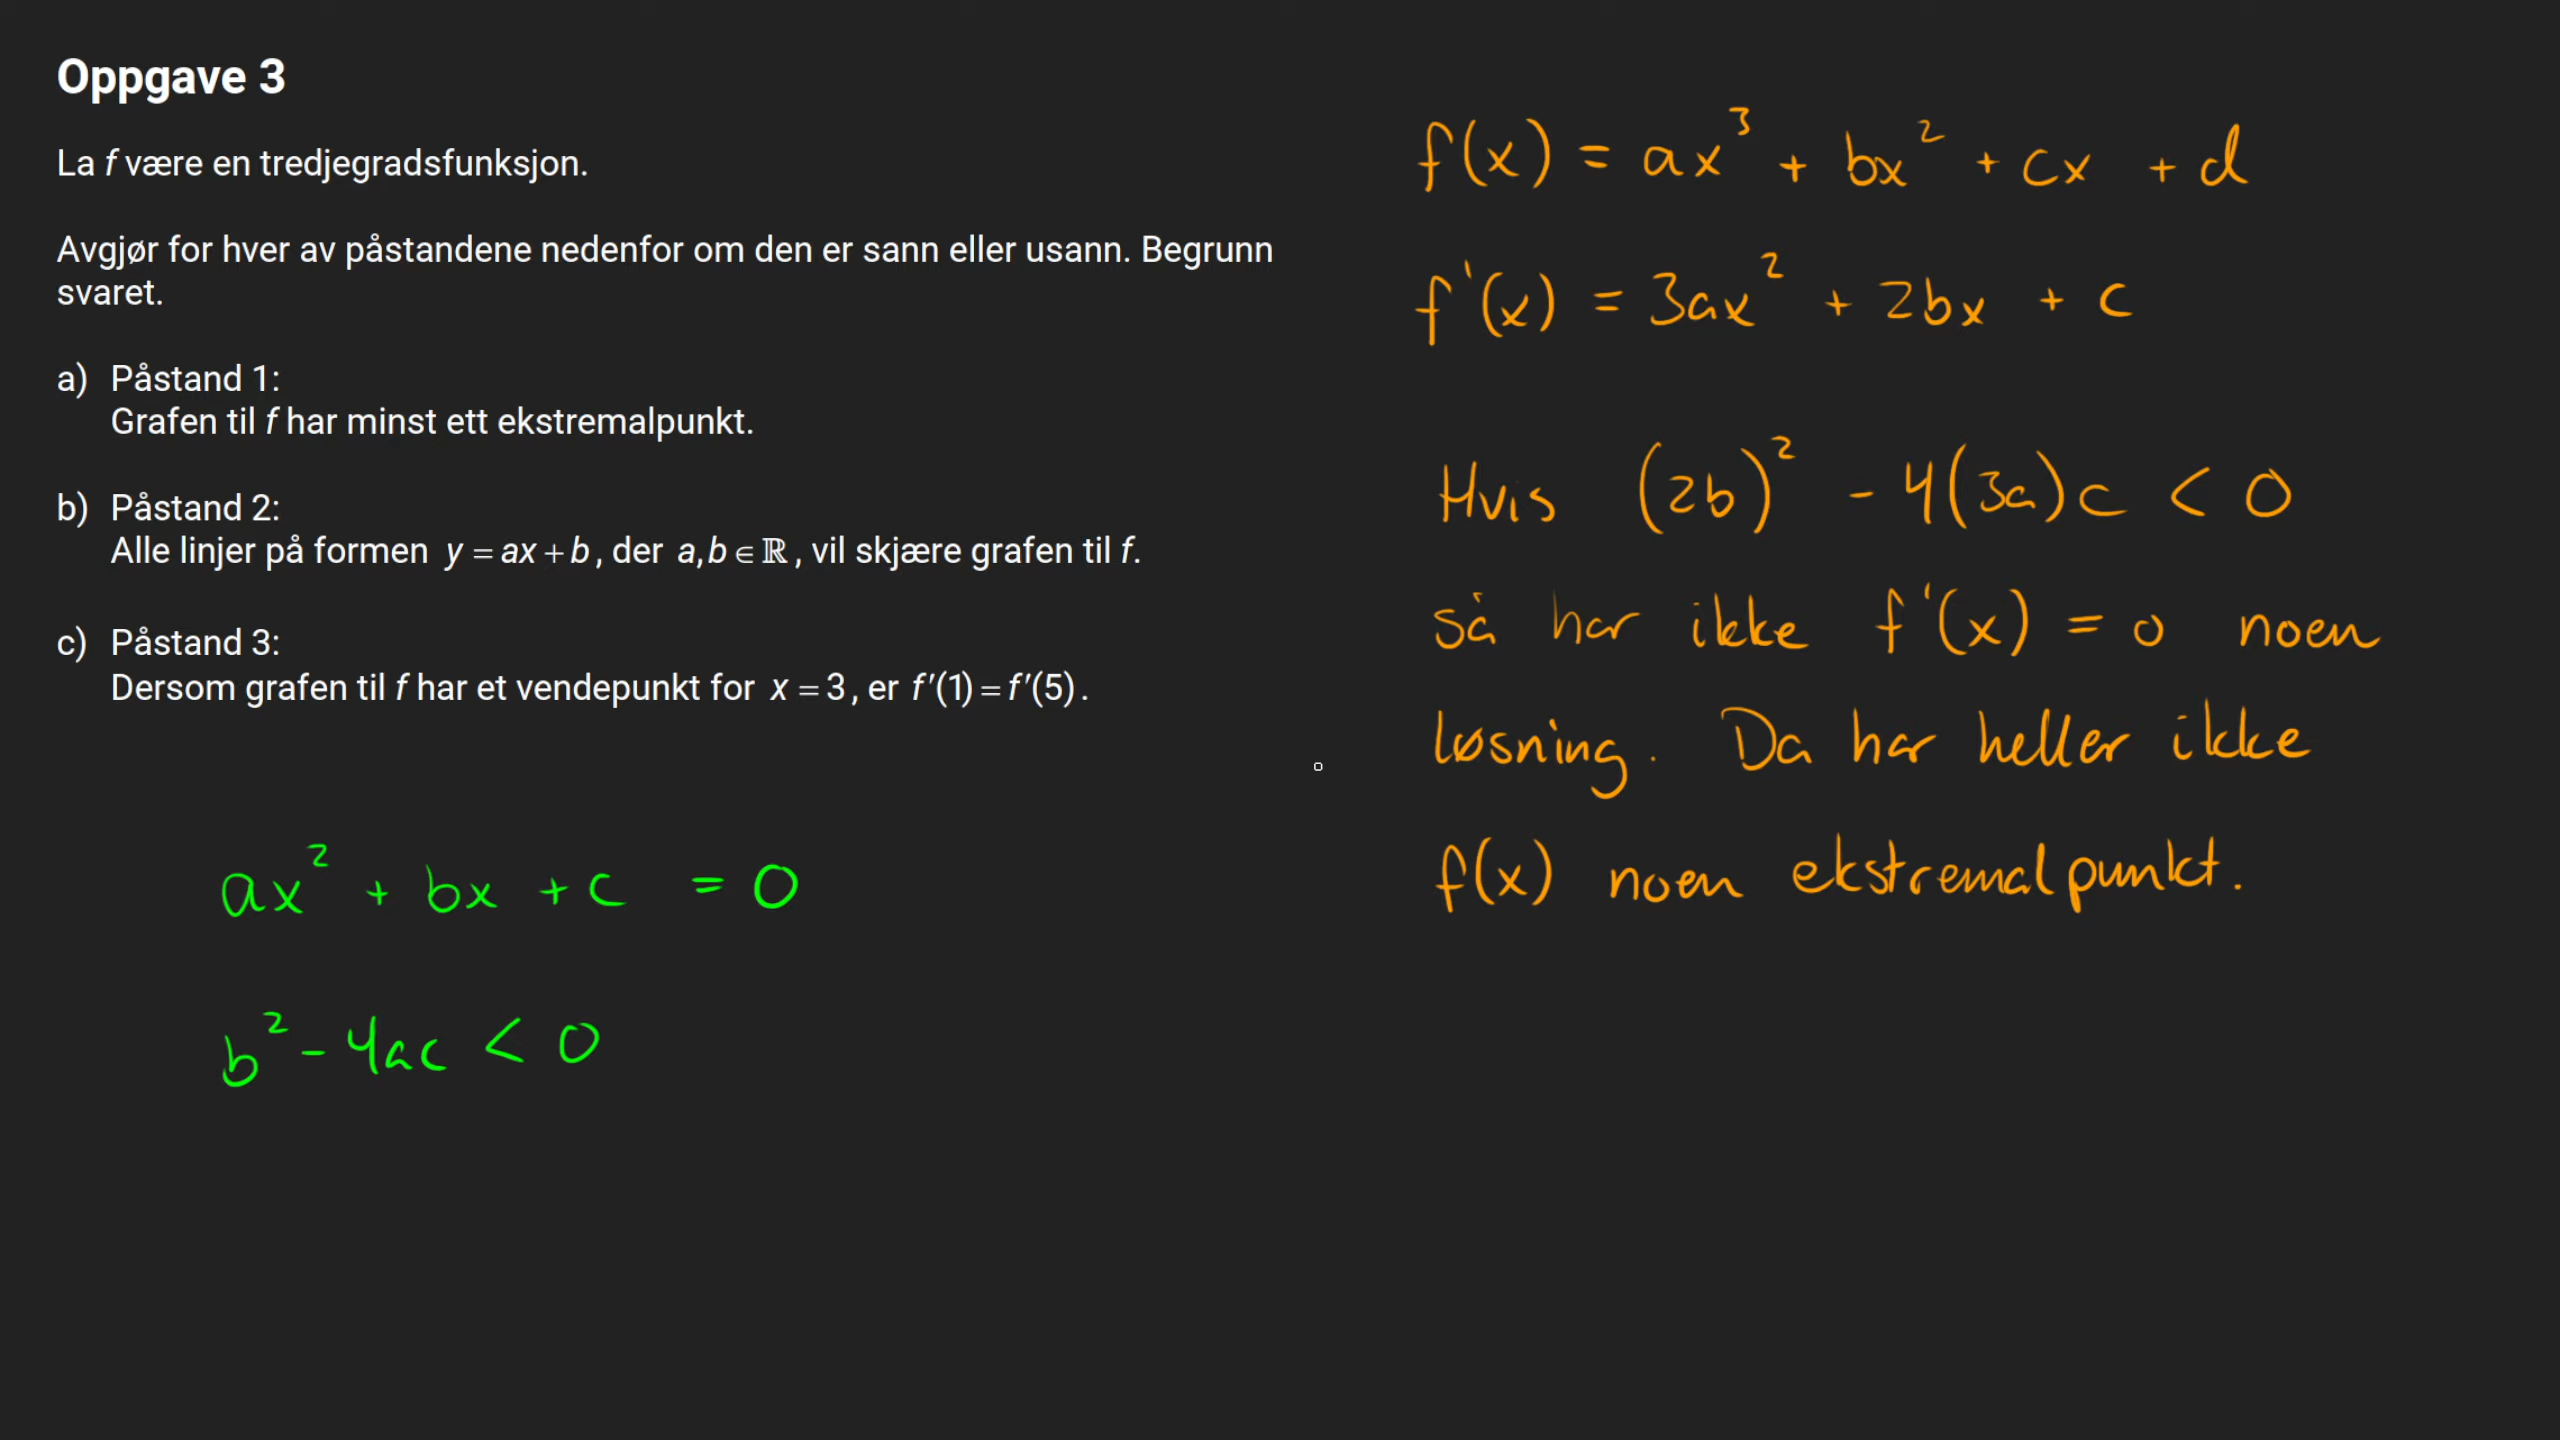 Oppgave 3
La f være en tredjegradsfunksjon.
Avgjør for hver av påstandene nedenfor om den er sann eller usann. Begrunn
svaret.
a) Påstand 1:
Grafen til f har minst ett ekstremalpunkt.
b) Påstand 2:
Alle linjer på formen y = ax + b, der a, b ∈ ℝ, vil skjære grafen til f.
c) Påstand 3:
Dersom grafen til f har et vendepunkt for x = 3, er f′(1) = f′(5).
ax² + bx + c = 0
b² - 4ac < 0
f(x) = ax³ + bx² + cx + d
f'(x) = 3ax² + 2bx + c
Hvis (2b)² - 4(3a)c < 0
så har ikke f'(x) = 0 noen
løsning. Da har heller ikke
f(x) noen ekstremalpunkt.